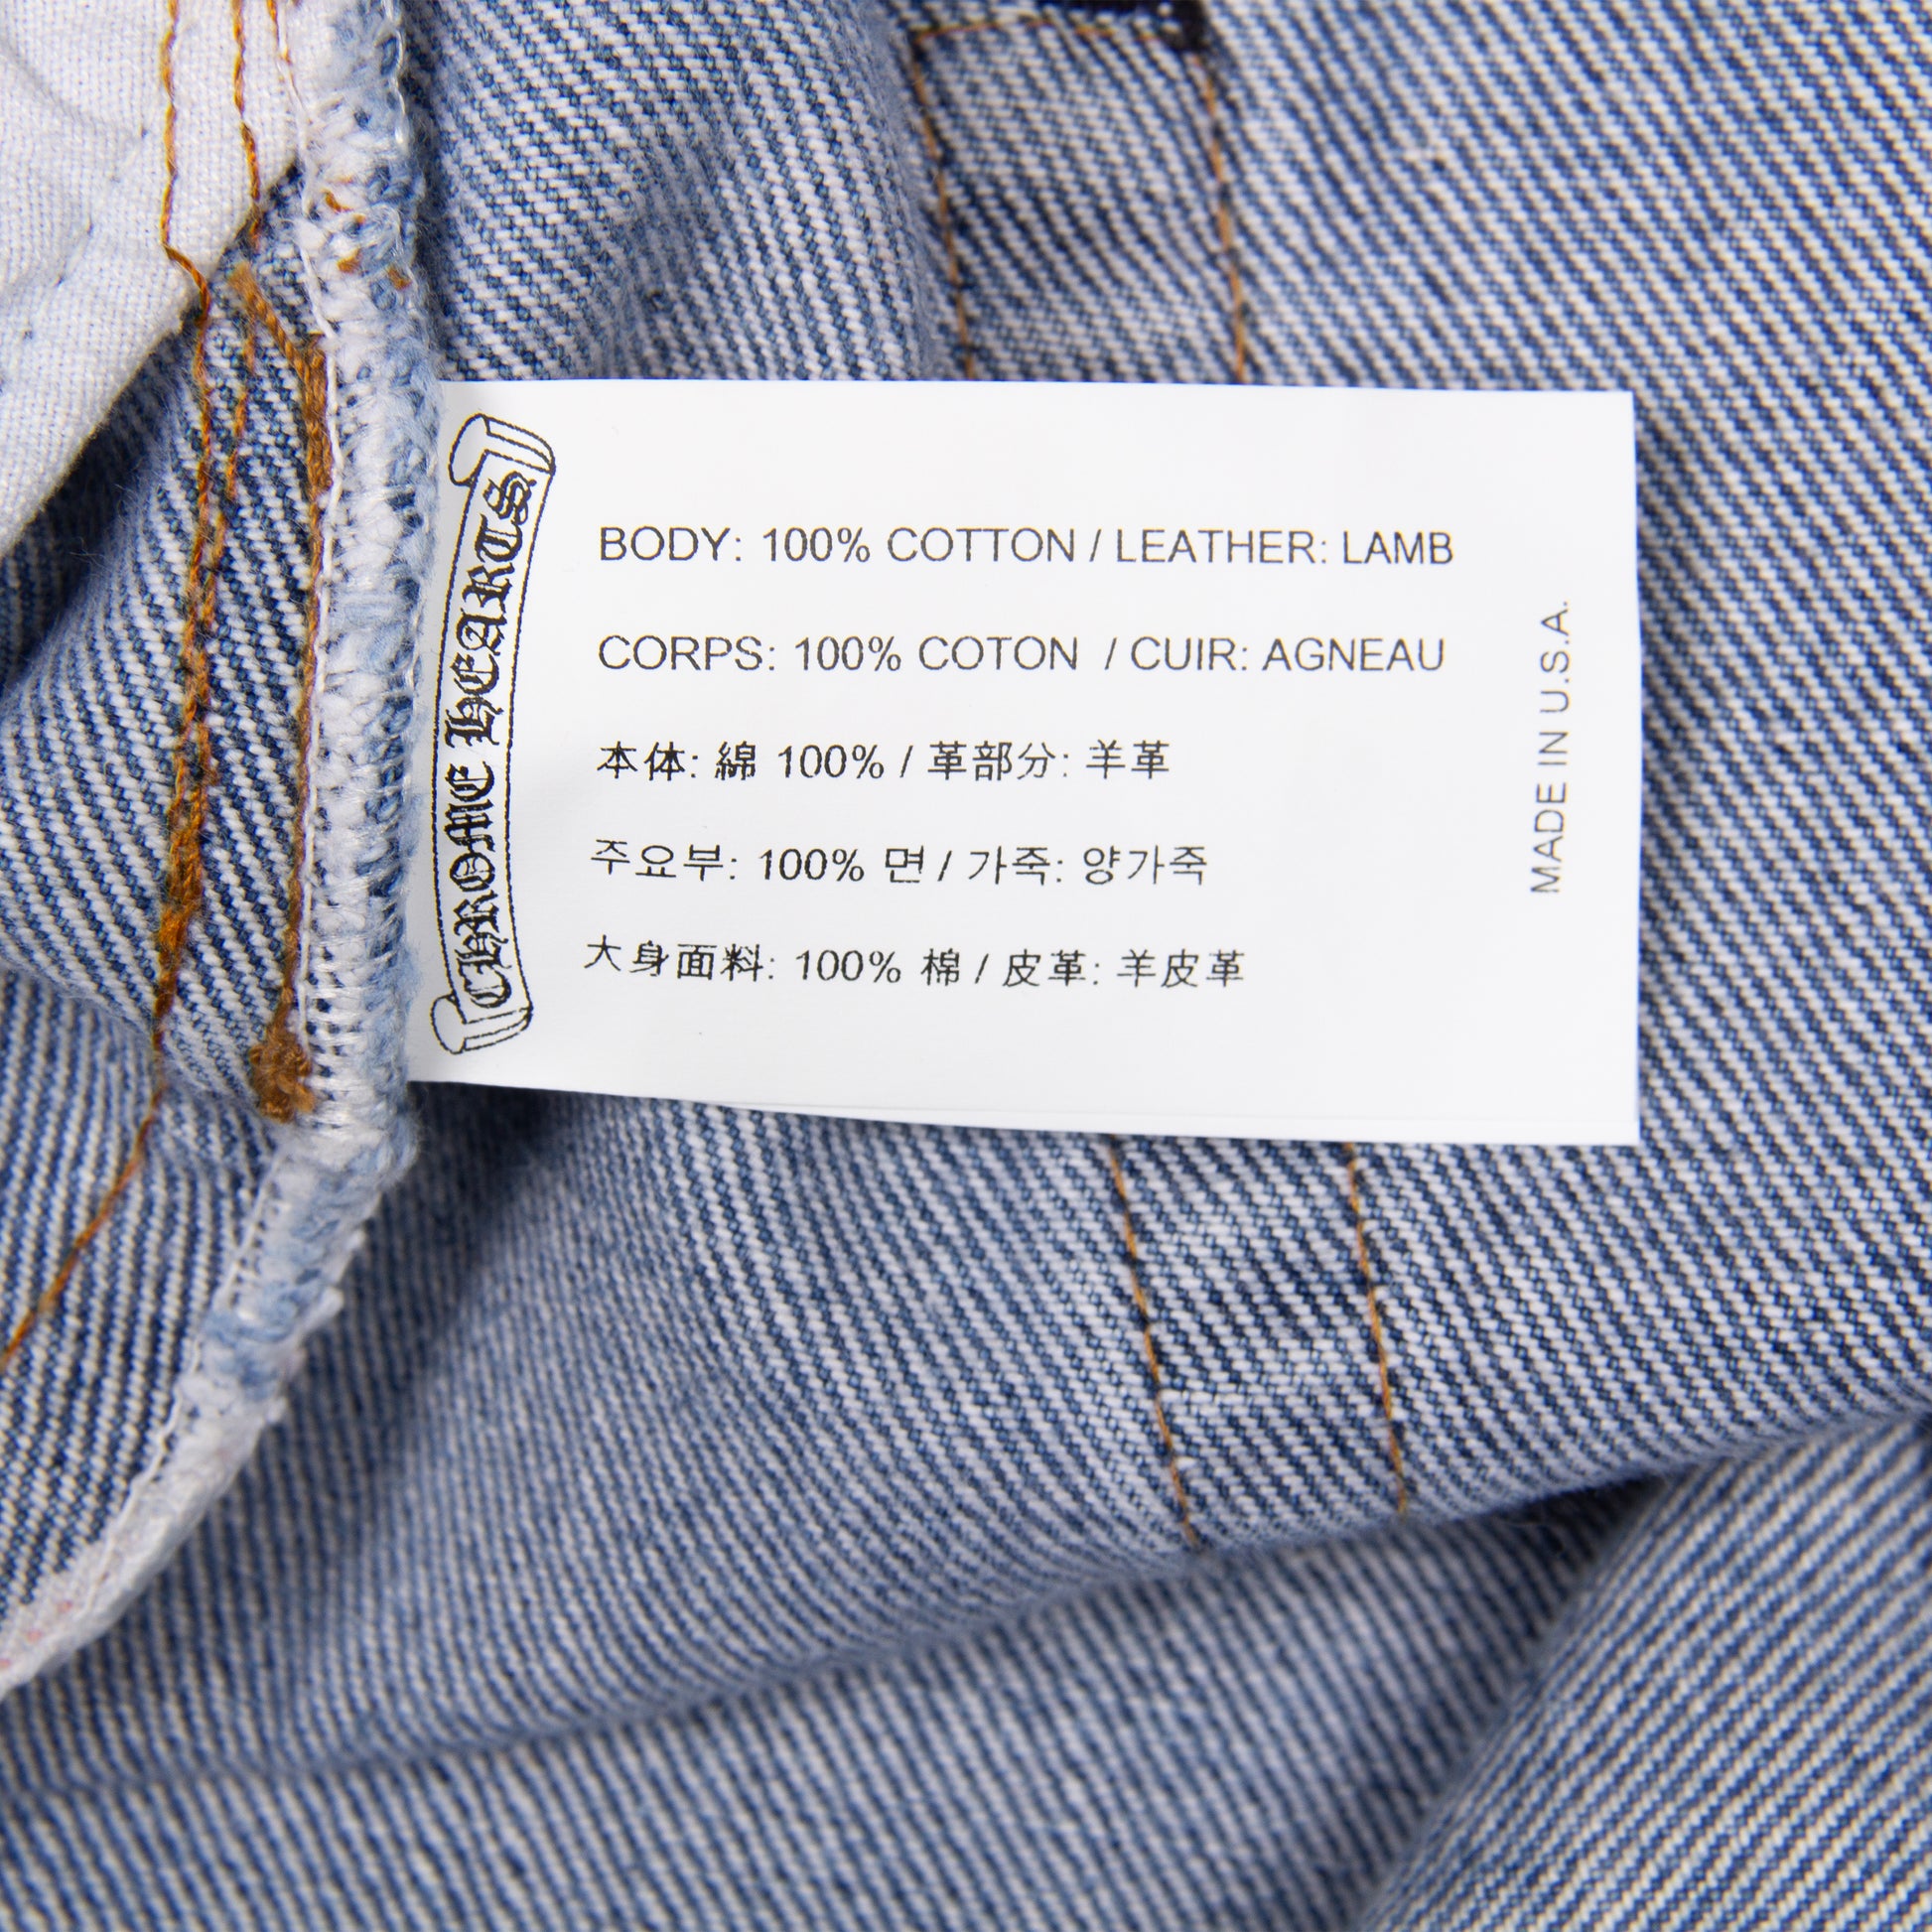 CHROME HEARTS
BODY: 100% COTTON / LEATHER: LAMB
CORPS: 100% COTON / CUIR: AGNEAU
本体: 綿 100% / 革部分: 羊革
주요부: 100% 면 / 가죽: 양가죽
大身面料: 100% 棉 / 皮革: 羊皮革
MADE IN U.S.A.